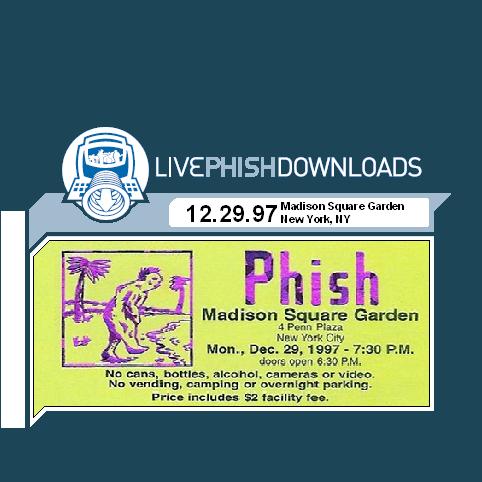 LIVEPHISHDOWNLOADS
12.29.97 Madison Square Garden
New York, NY
Phish
Madison Square Garden
4 Penn Plaza
New York City
Mon., Dec. 29, 1997 - 7:30 P.M.
doors open 6:30 P.M.
No cans, bottles, alcohol, cameras or video.
No vending, camping or overnight parking.
Price includes $2 facility fee.